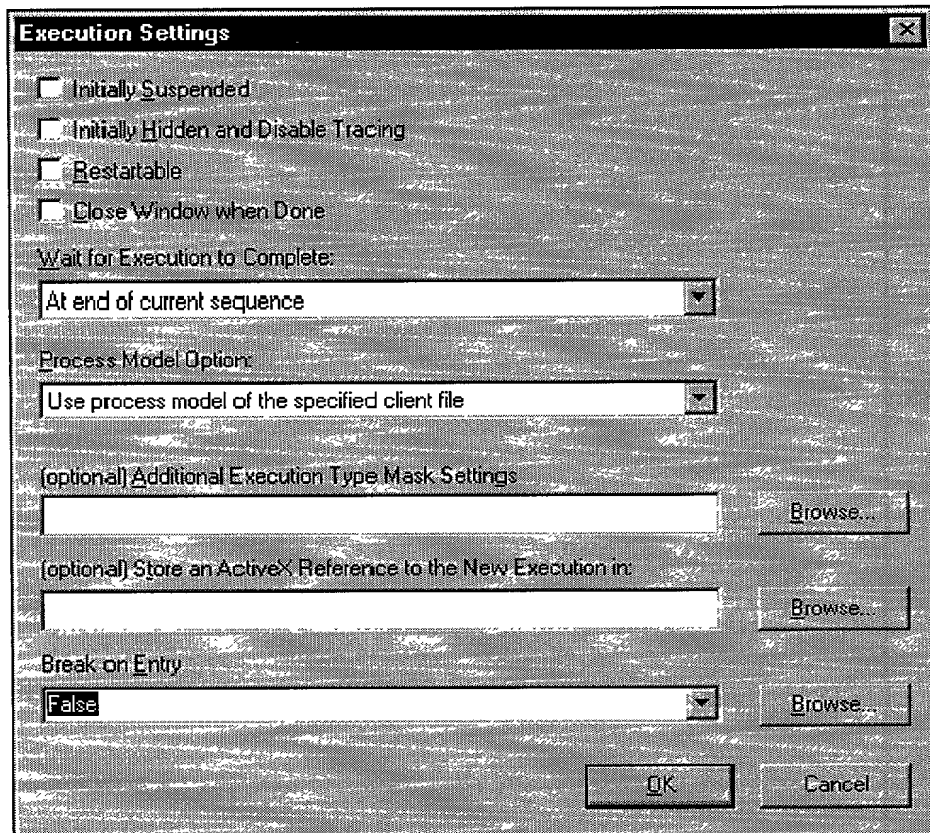 Execution Settings
Initially Suspended
Initially Hidden and Disable Tracing
Restartable
Close Window when Done
Wait for Execution to Complete:
At end of current sequence
Process Model Option:
Use process model of the specified client file
(optional) Additional Execution Type Mask Settings
Browse...
(optional) Store an ActiveX Reference to the New Execution in:
Browse...
Break on Entry
False
Browse...
OK Cancel